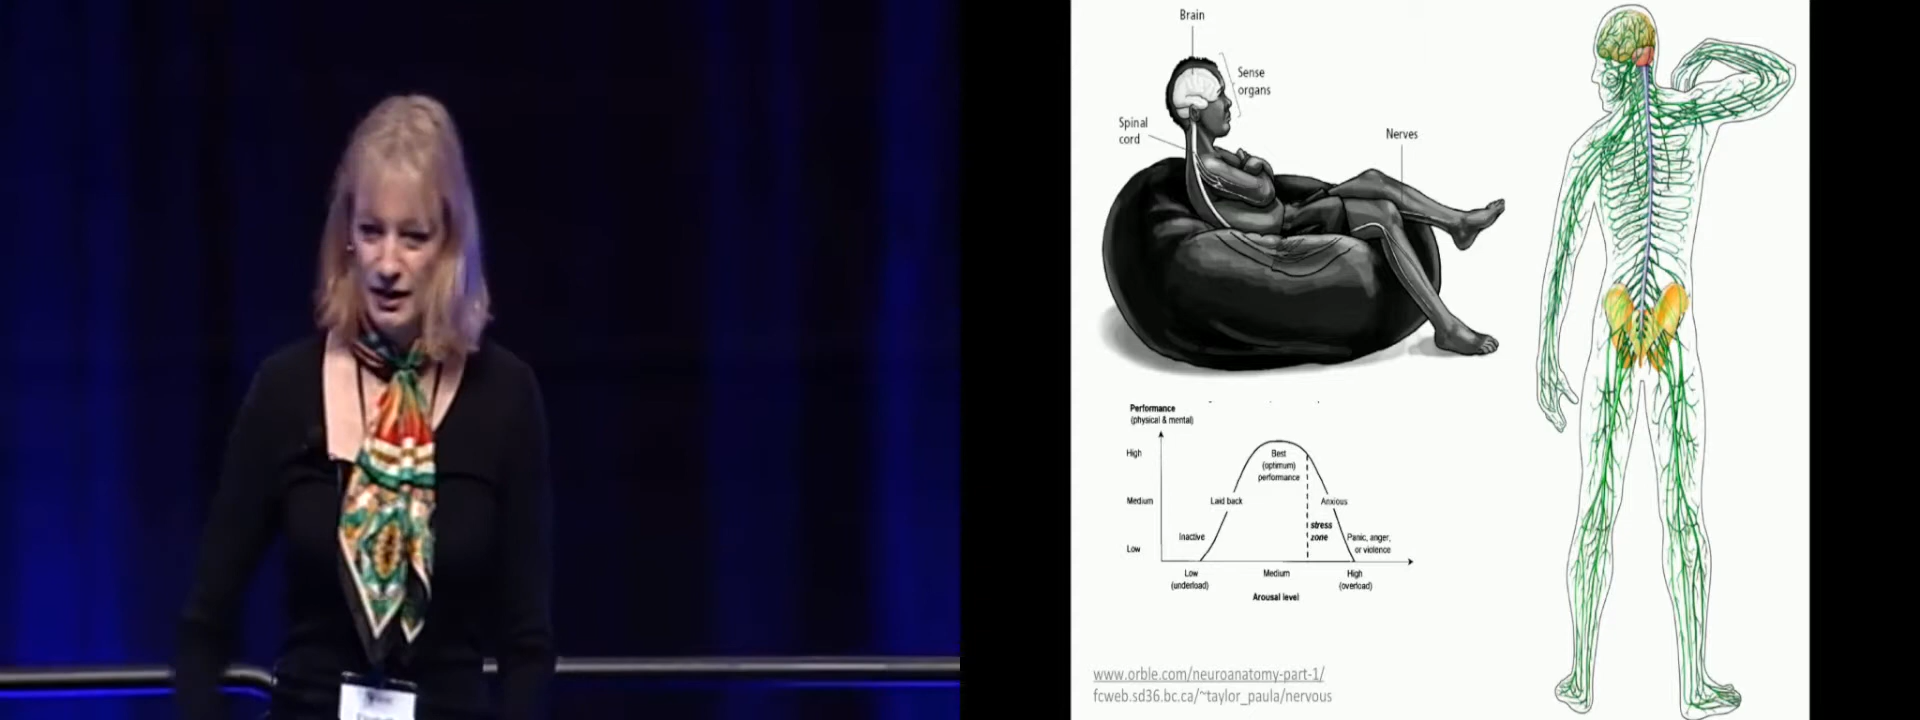 Brain
Sense
organs
Spinal
cord
Nerves
Performance
(physical & mental)
High
Best
(optimum)
performance
Medium
Laid back
Anxious
stress
zone
Inactive
Panic, anger,
or violence
Low
Low
(underload)
Medium
High
(overload)
Arousal level
www.orble.com/neuroanatomy-part-1/
fcweb.sd36.bc.ca/~taylor_paula/nervous